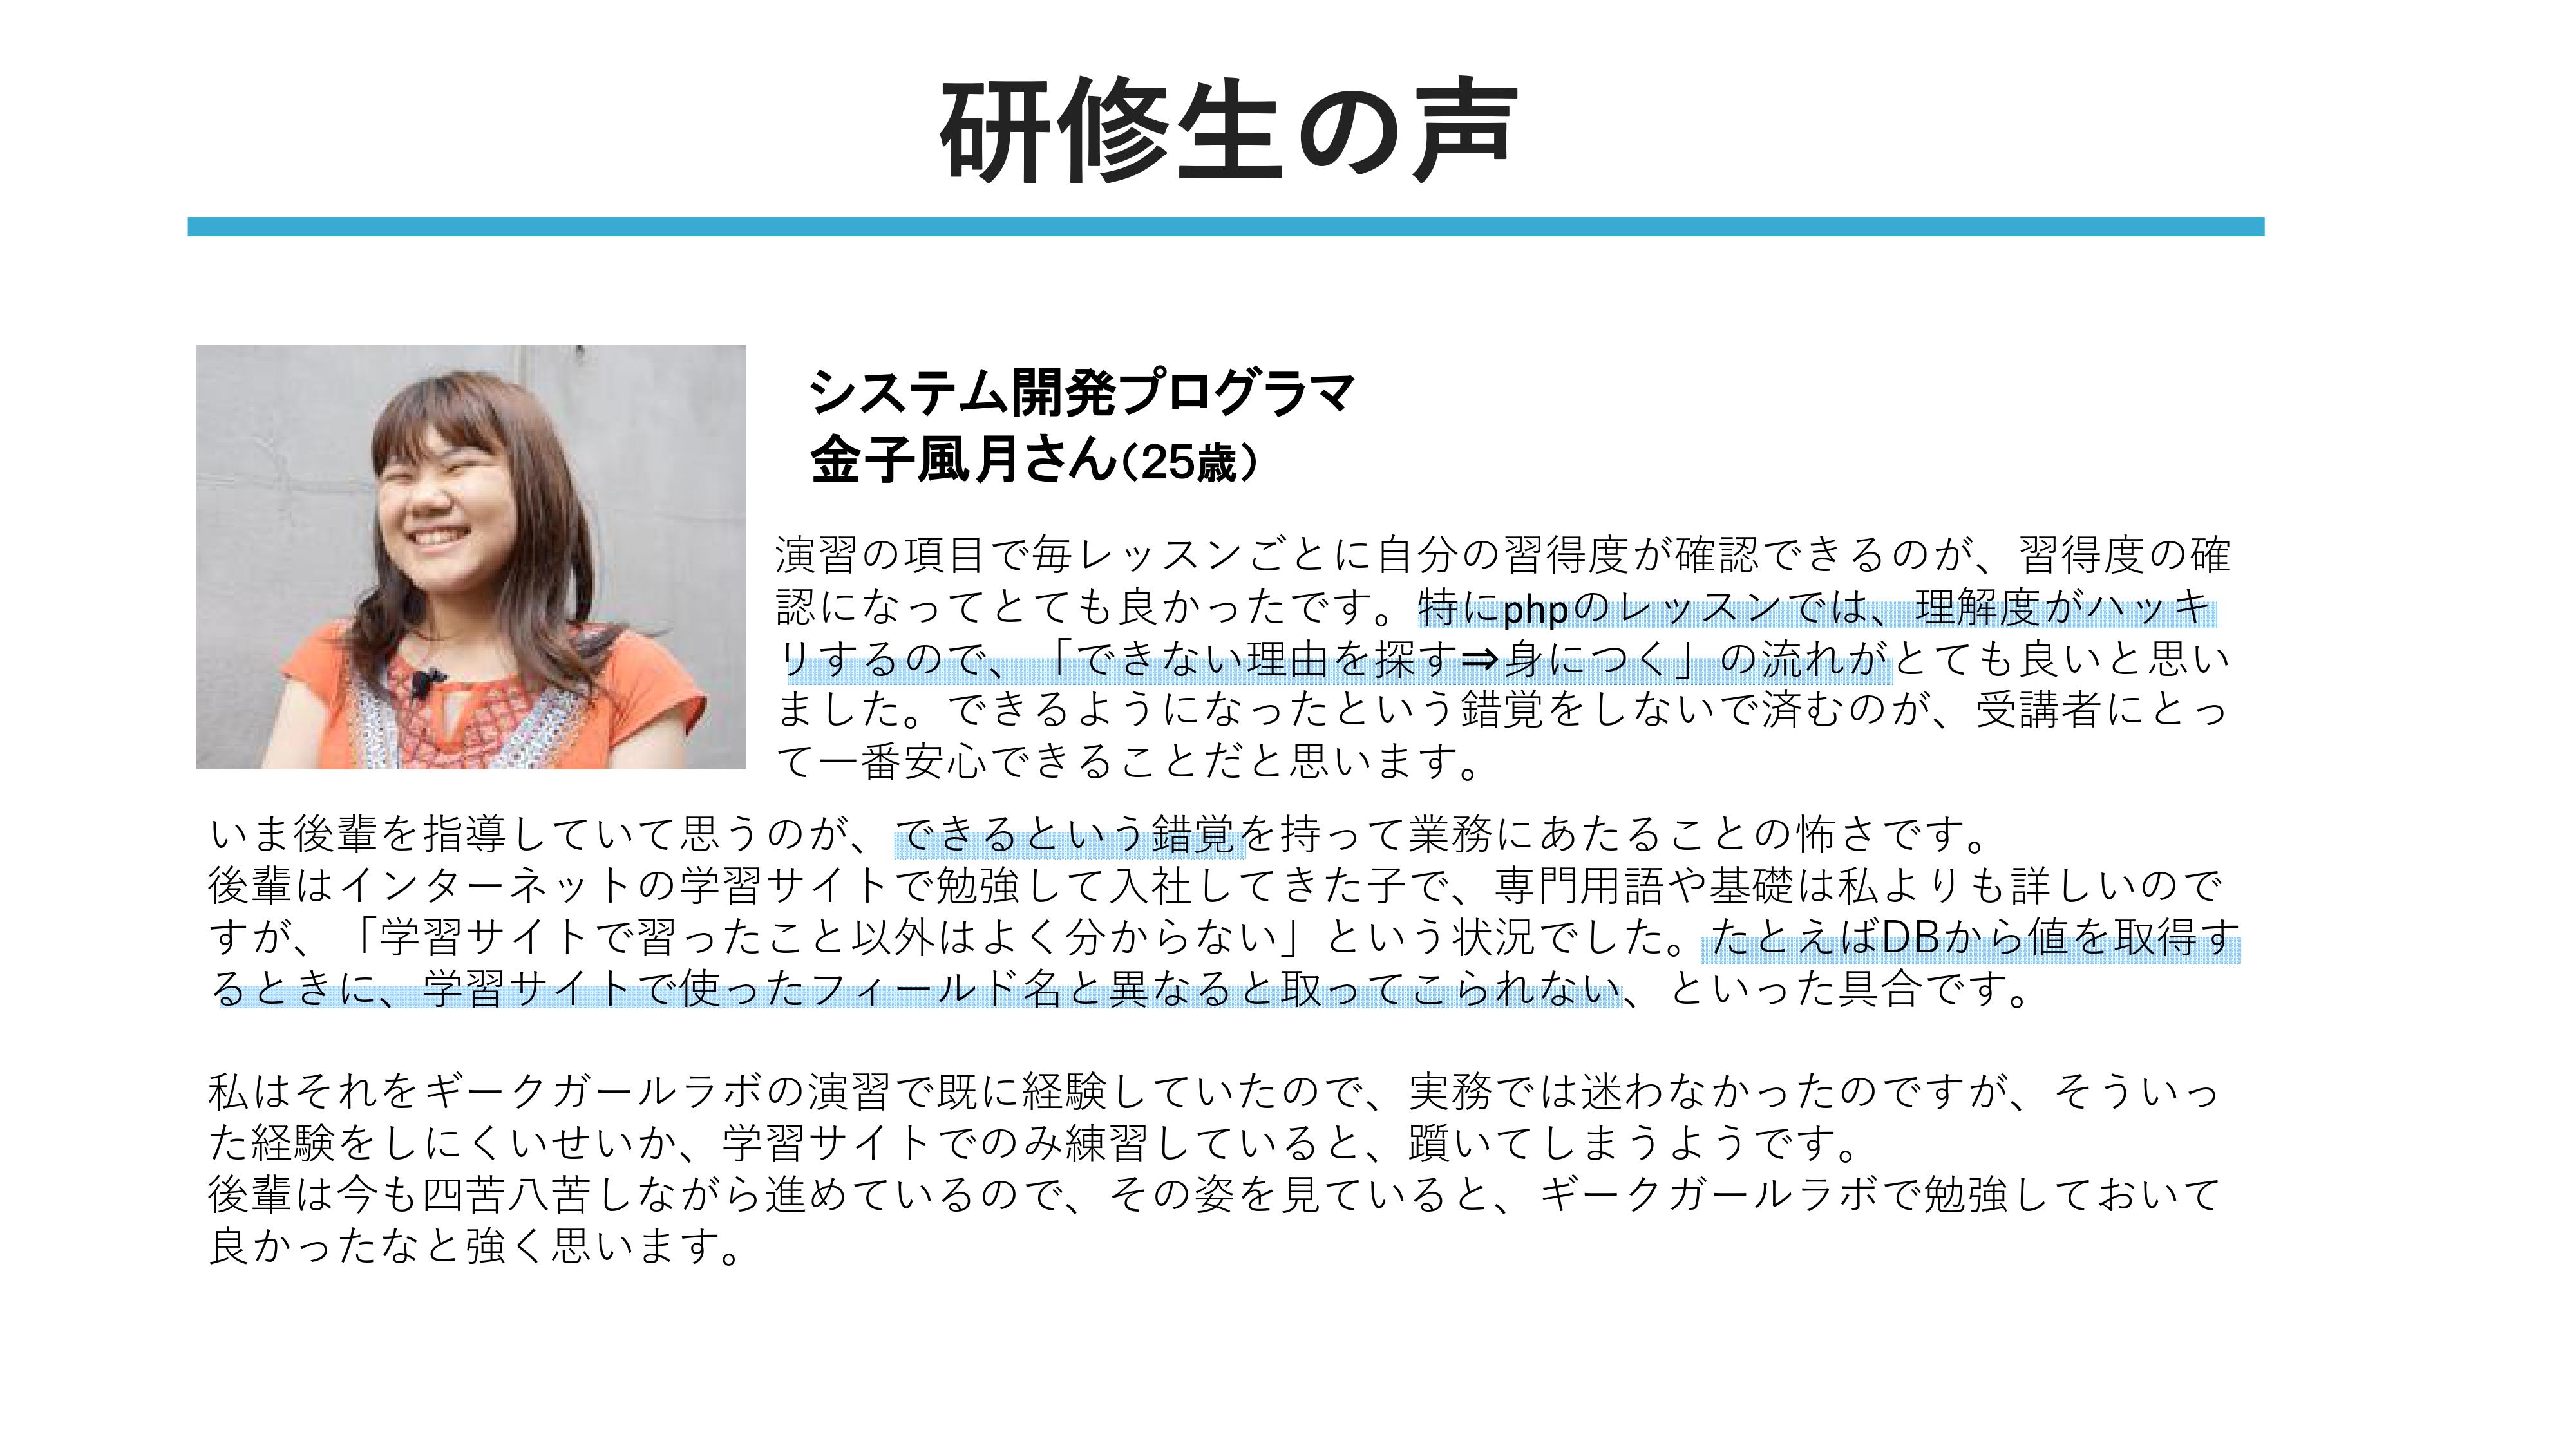 研修生の声
システム開発プログラマ
金子風月さん（25歳）
演習の項目で毎レッスンごとに自分の習得度が確認できるのが、習得度の確
認になってとても良かったです。特にphpのレッスンでは、理解度がハッキ
リするので、「できない理由を探す⇒身につく」の流れがとても良いと思い
ました。できるようになったという錯覚をしないで済むのが、受講者にとっ
て一番安心できることだと思います。
いま後輩を指導していて思うのが、できるという錯覚を持って業務にあたることの怖さです。
後輩はインターネットの学習サイトで勉強して入社してきた子で、専門用語や基礎は私よりも詳しいので
すが、「学習サイトで習ったこと以外はよく分からない」という状況でした。たとえばDBから値を取得す
るときに、学習サイトで使ったフィールド名と異なると取ってこられない、といった具合です。
私はそれをギークガールラボの演習で既に経験していたので、実務では迷わなかったのですが、そういっ
た経験をしにくいせいか、学習サイトでのみ練習していると、躓いてしまうようです。
後輩は今も四苦八苦しながら進めているので、その姿を見ていると、ギークガールラボで勉強しておいて
良かったなと強く思います。